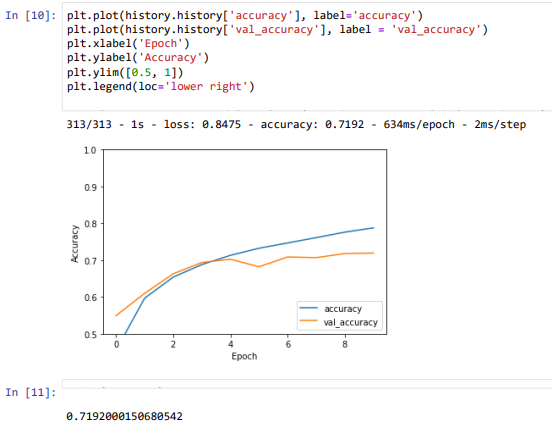 In [10]:
plt.plot(history.history['accuracy'], label='accuracy')
plt.plot(history.history['val_accuracy'], label = 'val_accuracy')
plt.xlabel('Epoch')
plt.ylabel('Accuracy')
plt.ylim([0.5, 1])
plt.legend(loc='lower right')
313/313 - 1s - loss: 0.8475 - accuracy: 0.7192 - 634ms/epoch - 2ms/step
1.0
0.9
0.8
0.7
0.6
0.5
Accuracy
accuracy
val_accuracy
0 2 4 6 8
Epoch
In [11]:
0.7192000150680542